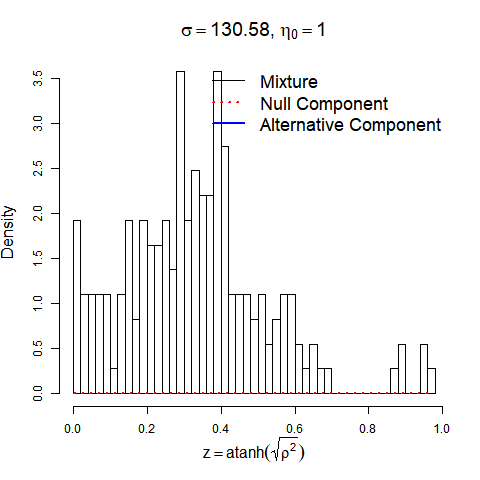 σ = 130.58, η₀ = 1
Mixture
Null Component
Alternative Component
Density
3.5
3.0
2.5
2.0
1.5
1.0
0.5
0.0
0.0 0.2 0.4 0.6 0.8 1.0
z = atanh(√ρ²)